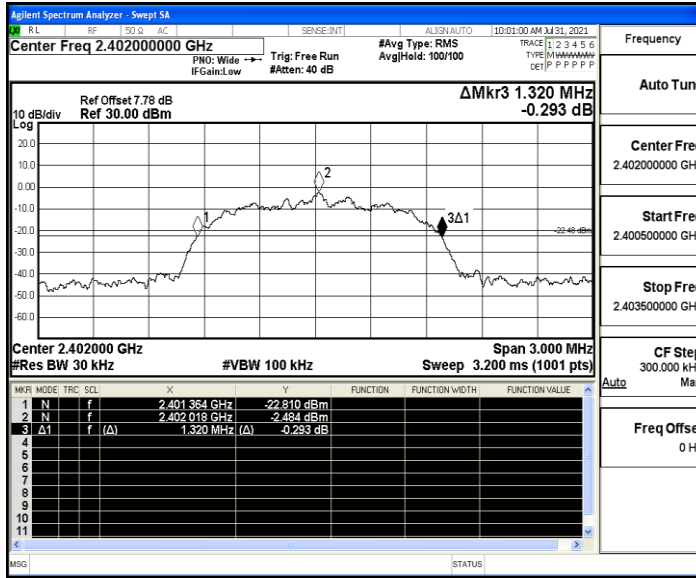 Agilent Spectrum Analyzer - Swept SA
LXI RL RF 50 Ω AC SENSE:INT ALIGN AUTO 10:01:00 AM Jul 31, 2021
Center Freq 2.402000000 GHz
PNO: Wide Trig: Free Run #Avg Type: RMS TRACE 1 2 3 4 5 6
IFGain:Low #Atten: 40 dB Avg|Hold: 100/100 TYPE M WWWWW
DET P P P P P P
Ref Offset 7.78 dB ΔMkr3 1.320 MHz
10 dB/div Ref 30.00 dBm -0.293 dB
Log
20.0
10.0
0.00
-10.0
-20.0
-30.0
-40.0
-50.0
-60.0
1
2
3Δ1
-22.48 dBm
Center 2.402000 GHz Span 3.000 MHz
#Res BW 30 kHz #VBW 100 kHz Sweep 3.200 ms (1001 pts)
MKR MODE TRC SCL X Y FUNCTION FUNCTION WIDTH FUNCTION VALUE
1 N f 2.401 364 GHz -22.810 dBm
2 N f 2.402 018 GHz -2.484 dBm
3 Δ1 f (Δ) 1.320 MHz (Δ) -0.293 dB
4
5
6
7
8
9
10
11
MSG STATUS
Frequency
Auto Tun
Center Fre
2.402000000 GH
Start Fre
2.400500000 GH
Stop Fre
2.403500000 GH
CF Ste
300.000 kH
Auto Ma
Freq Offse
0 H